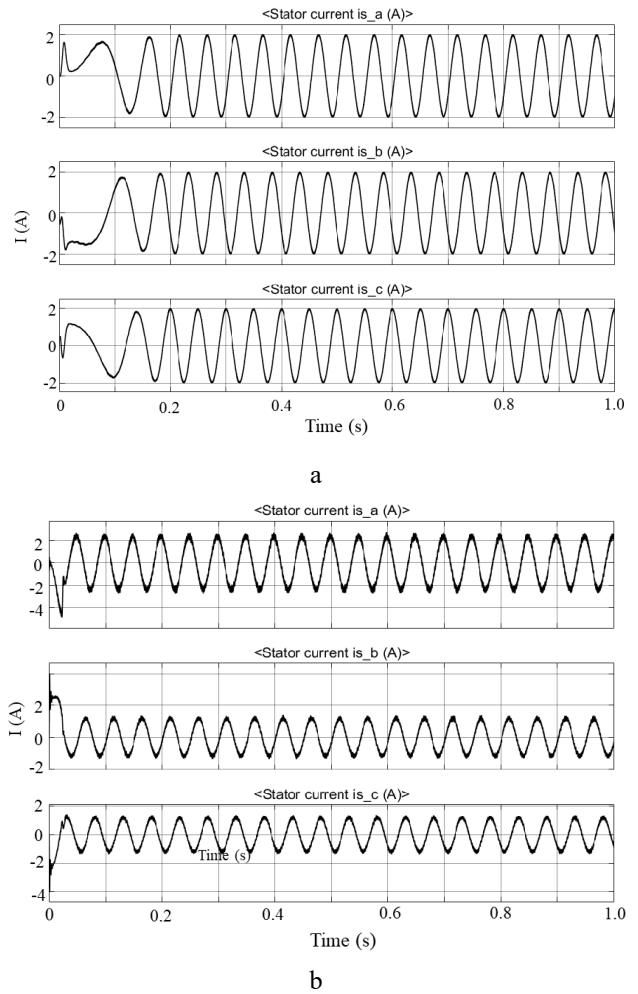 <Stator current is_a (A)>
2
0
-2
<Stator current is_b (A)>
2
0
-2
I (A)
<Stator current is_c (A)>
2
0
-2
0 0.2 0.4 0.6 0.8 1.0
Time (s)
a
<Stator current is_a (A)>
2
0
-2
-4
<Stator current is_b (A)>
2
0
-2
I (A)
<Stator current is_c (A)>
2
0
-2
-4
Time (s)
0 0.2 0.4 0.6 0.8 1.0
Time (s)
b